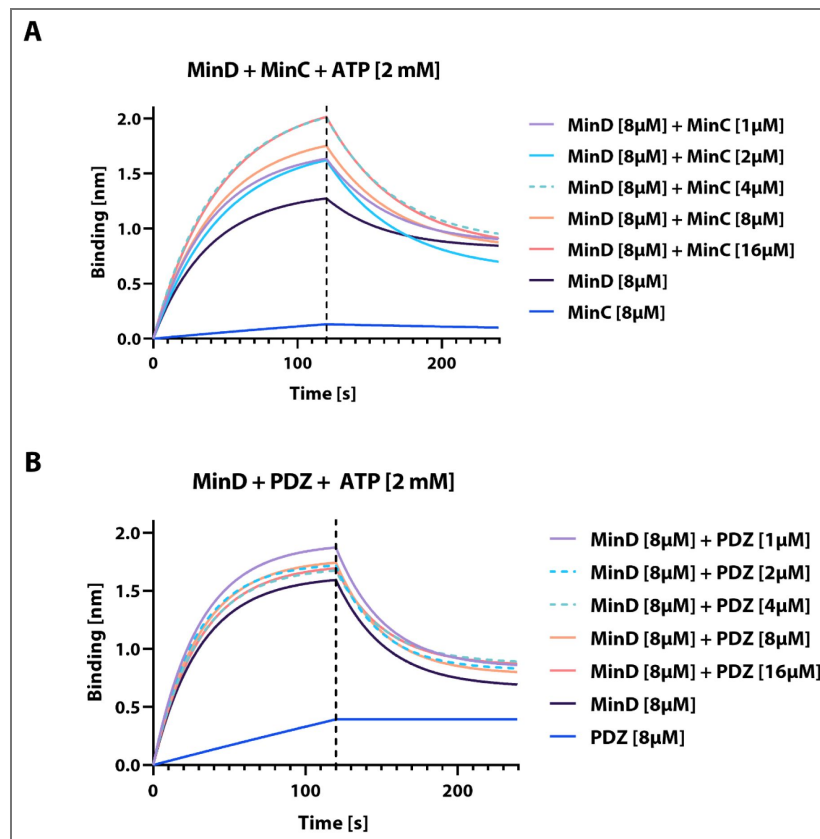 A
MinD + MinC + ATP [2 mM]
Binding [nm]
2.0
1.5
1.0
0.5
0.0
0
100
200
Time [s]
MinD [8µM] + MinC [1µM]
MinD [8µM] + MinC [2µM]
MinD [8µM] + MinC [4µM]
MinD [8µM] + MinC [8µM]
MinD [8µM] + MinC [16µM]
MinD [8µM]
MinC [8µM]
B
MinD + PDZ + ATP [2 mM]
Binding [nm]
2.0
1.5
1.0
0.5
0.0
0
100
200
Time [s]
MinD [8µM] + PDZ [1µM]
MinD [8µM] + PDZ [2µM]
MinD [8µM] + PDZ [4µM]
MinD [8µM] + PDZ [8µM]
MinD [8µM] + PDZ [16µM]
MinD [8µM]
PDZ [8µM]